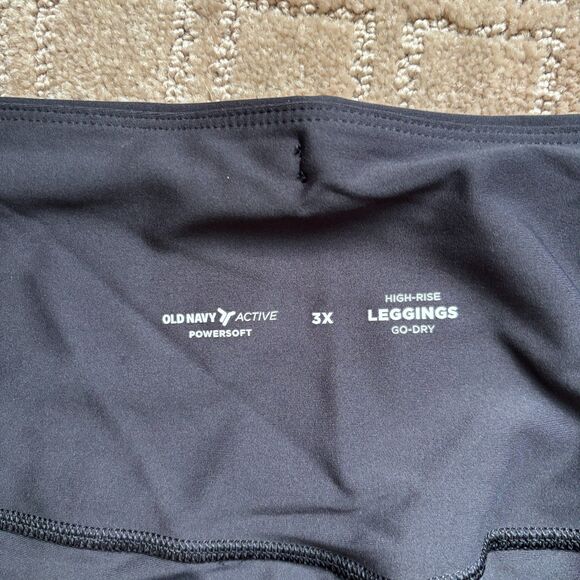 OLD NAVY ACTIVE
POWERSOFT
3X
HIGH-RISE
LEGGINGS
GO-DRY